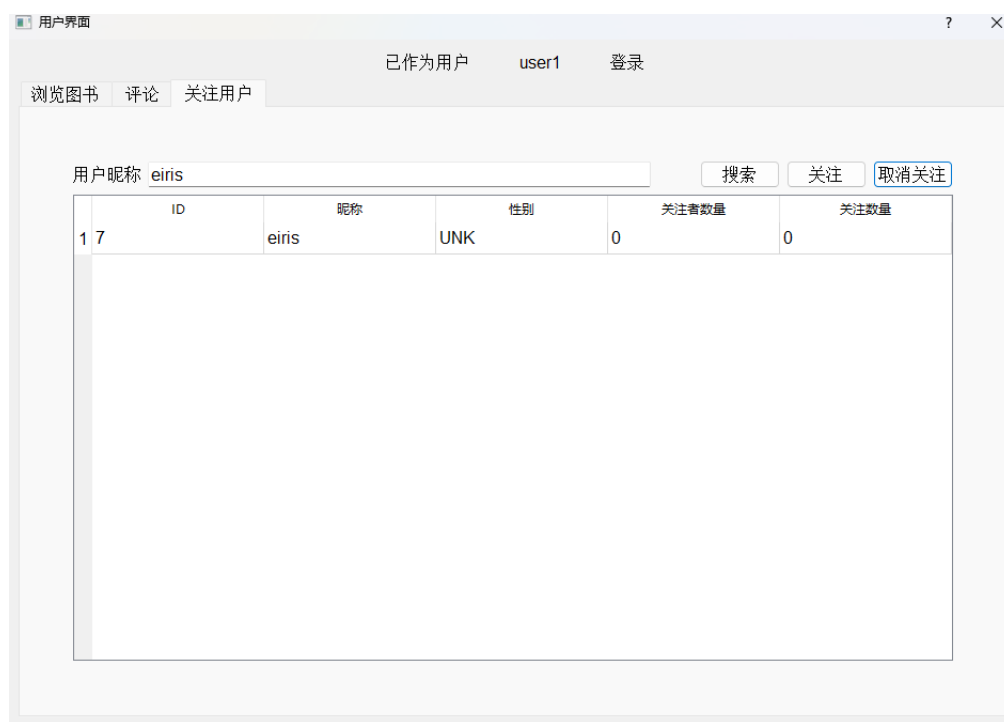 用户界面 ? ×
已作为用户 user1 登录
浏览图书 评论 关注用户
用户昵称 eiris 搜索 关注 取消关注
ID 昵称 性别 关注者数量 关注数量
1 7 eiris UNK 0 0